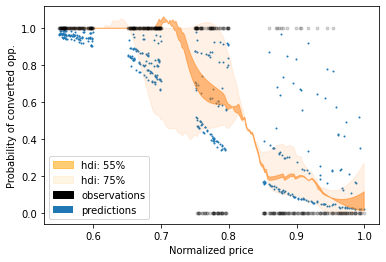 Probability of converted opp.
1.0
0.8
0.6
0.4
0.2
0.0
hdi: 55%
hdi: 75%
observations
predictions
0.6 0.7 0.8 0.9 1.0
Normalized price